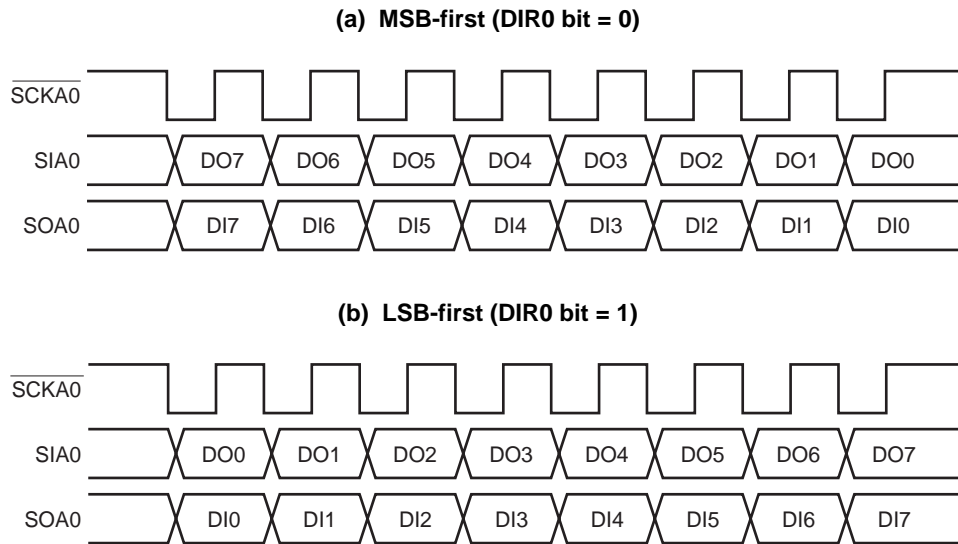 (a) MSB-first (DIR0 bit = 0)
SCKA0
SIA0 DO7 DO6 DO5 DO4 DO3 DO2 DO1 DO0
SOA0 DI7 DI6 DI5 DI4 DI3 DI2 DI1 DI0
(b) LSB-first (DIR0 bit = 1)
SCKA0
SIA0 DO0 DO1 DO2 DO3 DO4 DO5 DO6 DO7
SOA0 DI0 DI1 DI2 DI3 DI4 DI5 DI6 DI7